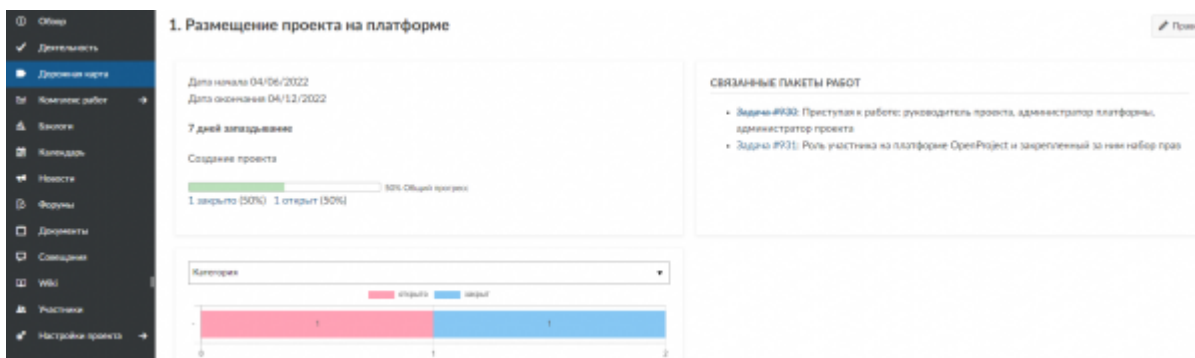 Обзор
Деятельность
Дорожная карта
Комплекс работ
Бэклоги
Календарь
Новости
Форумы
Документы
Совещания
Wiki
Участники
Настройки проекта
1. Размещение проекта на платформе
Дата начала 04/06/2022
Дата окончания 04/12/2022
7 дней запаздывание
Создание проекта
50% Общий прогресс
1 закрыто (50%) 1 открыт (50%)
Категория
открыто закрыт
1 1
0 1 2
СВЯЗАННЫЕ ПАКЕТЫ РАБОТ
Задача #930: Приступая к работе: руководитель проекта, администратор платформы,
администратор проекта
Задача #931: Роль участника на платформе OpenProject и закрепленный за ним набор прав